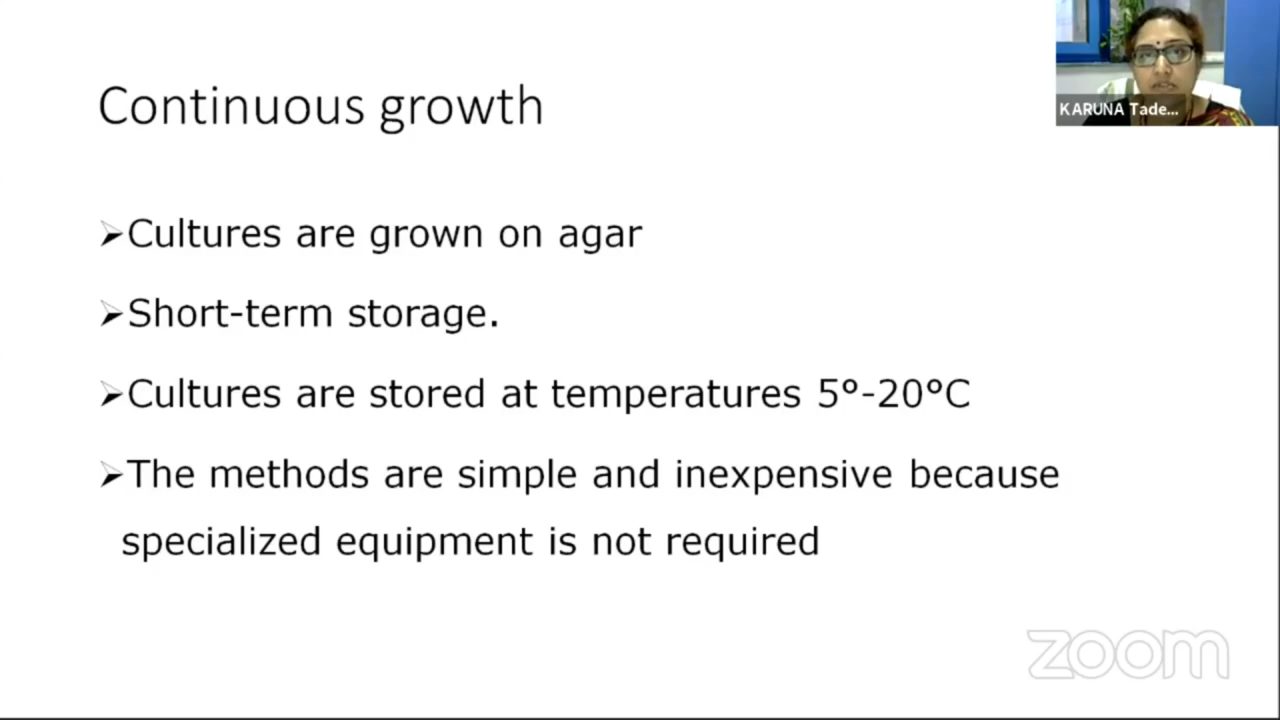 Continuous growth
KARUNA Tade...
➢Cultures are grown on agar
➢Short-term storage.
➢Cultures are stored at temperatures 5º-20°C
➢The methods are simple and inexpensive because
specialized equipment is not required
zoom